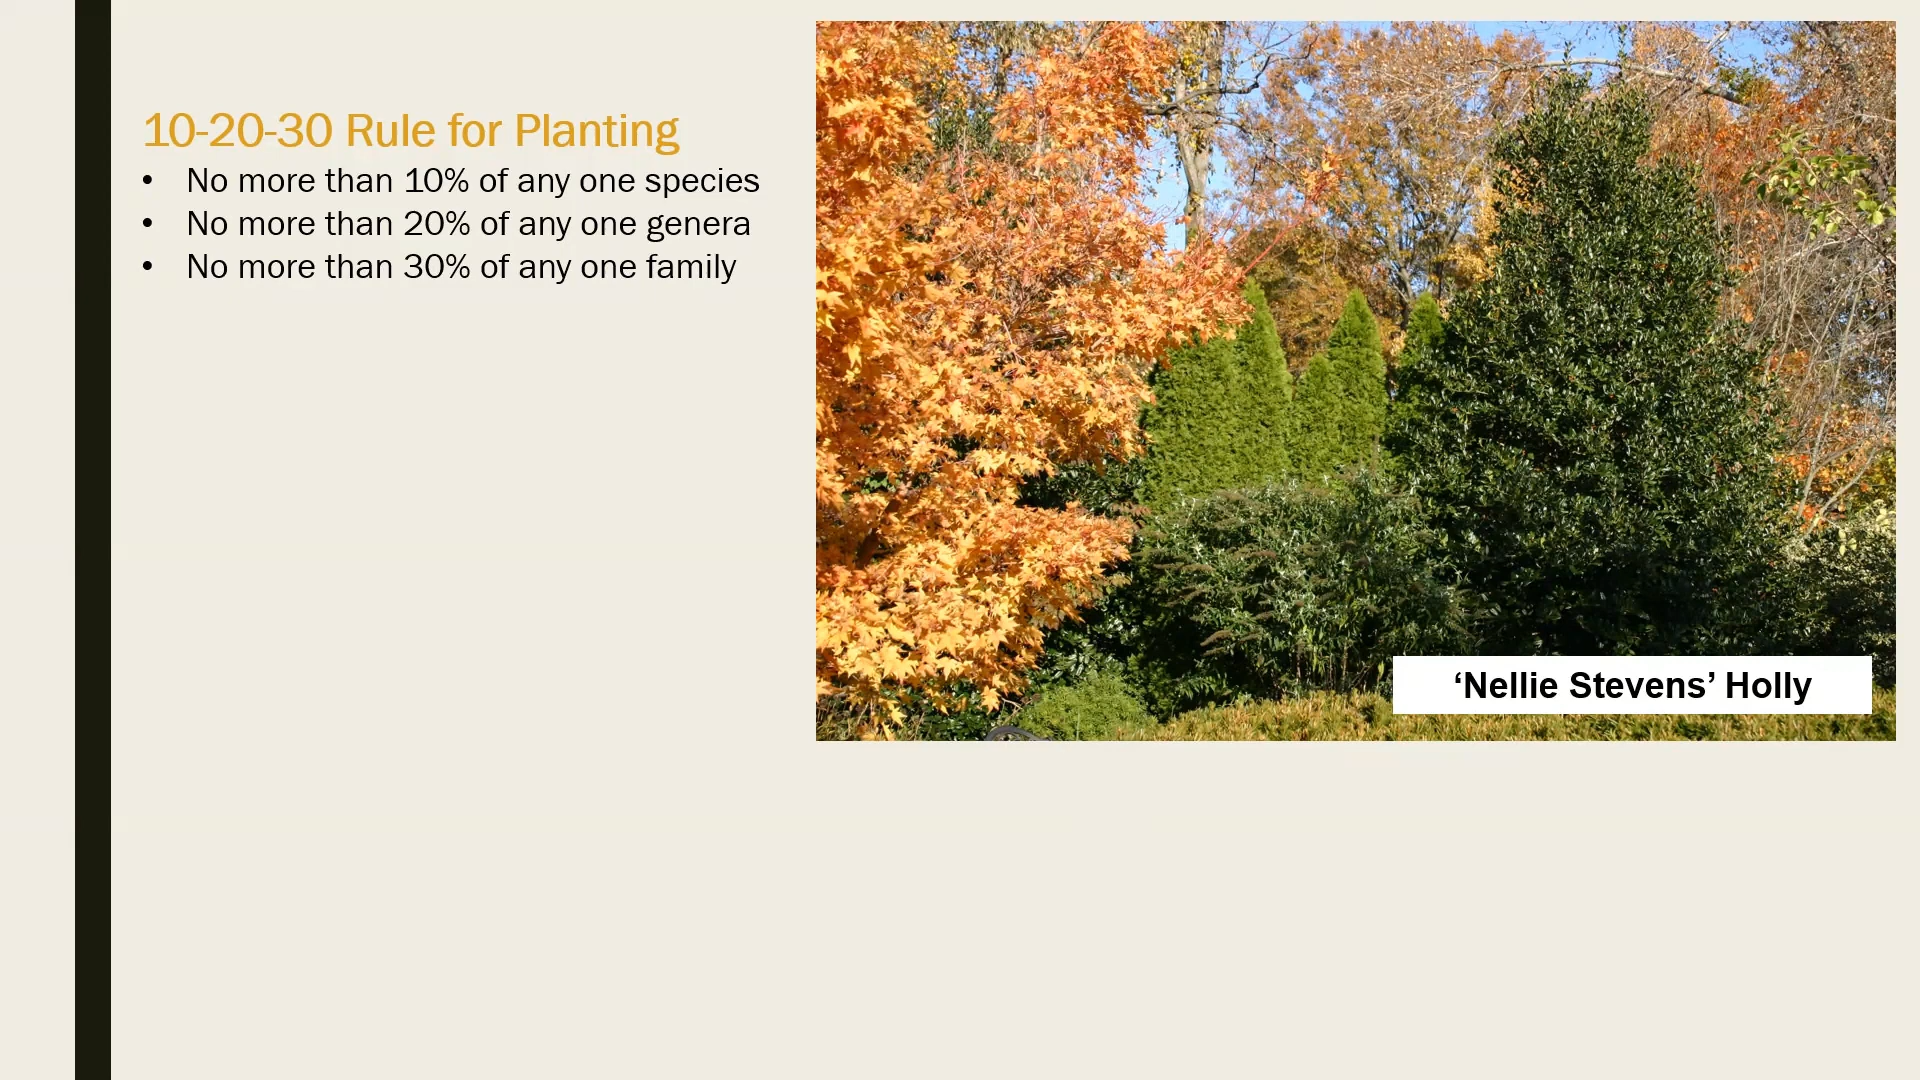 10-20-30 Rule for Planting
• No more than 10% of any one species
• No more than 20% of any one genera
• No more than 30% of any one family
‘Nellie Stevens’ Holly